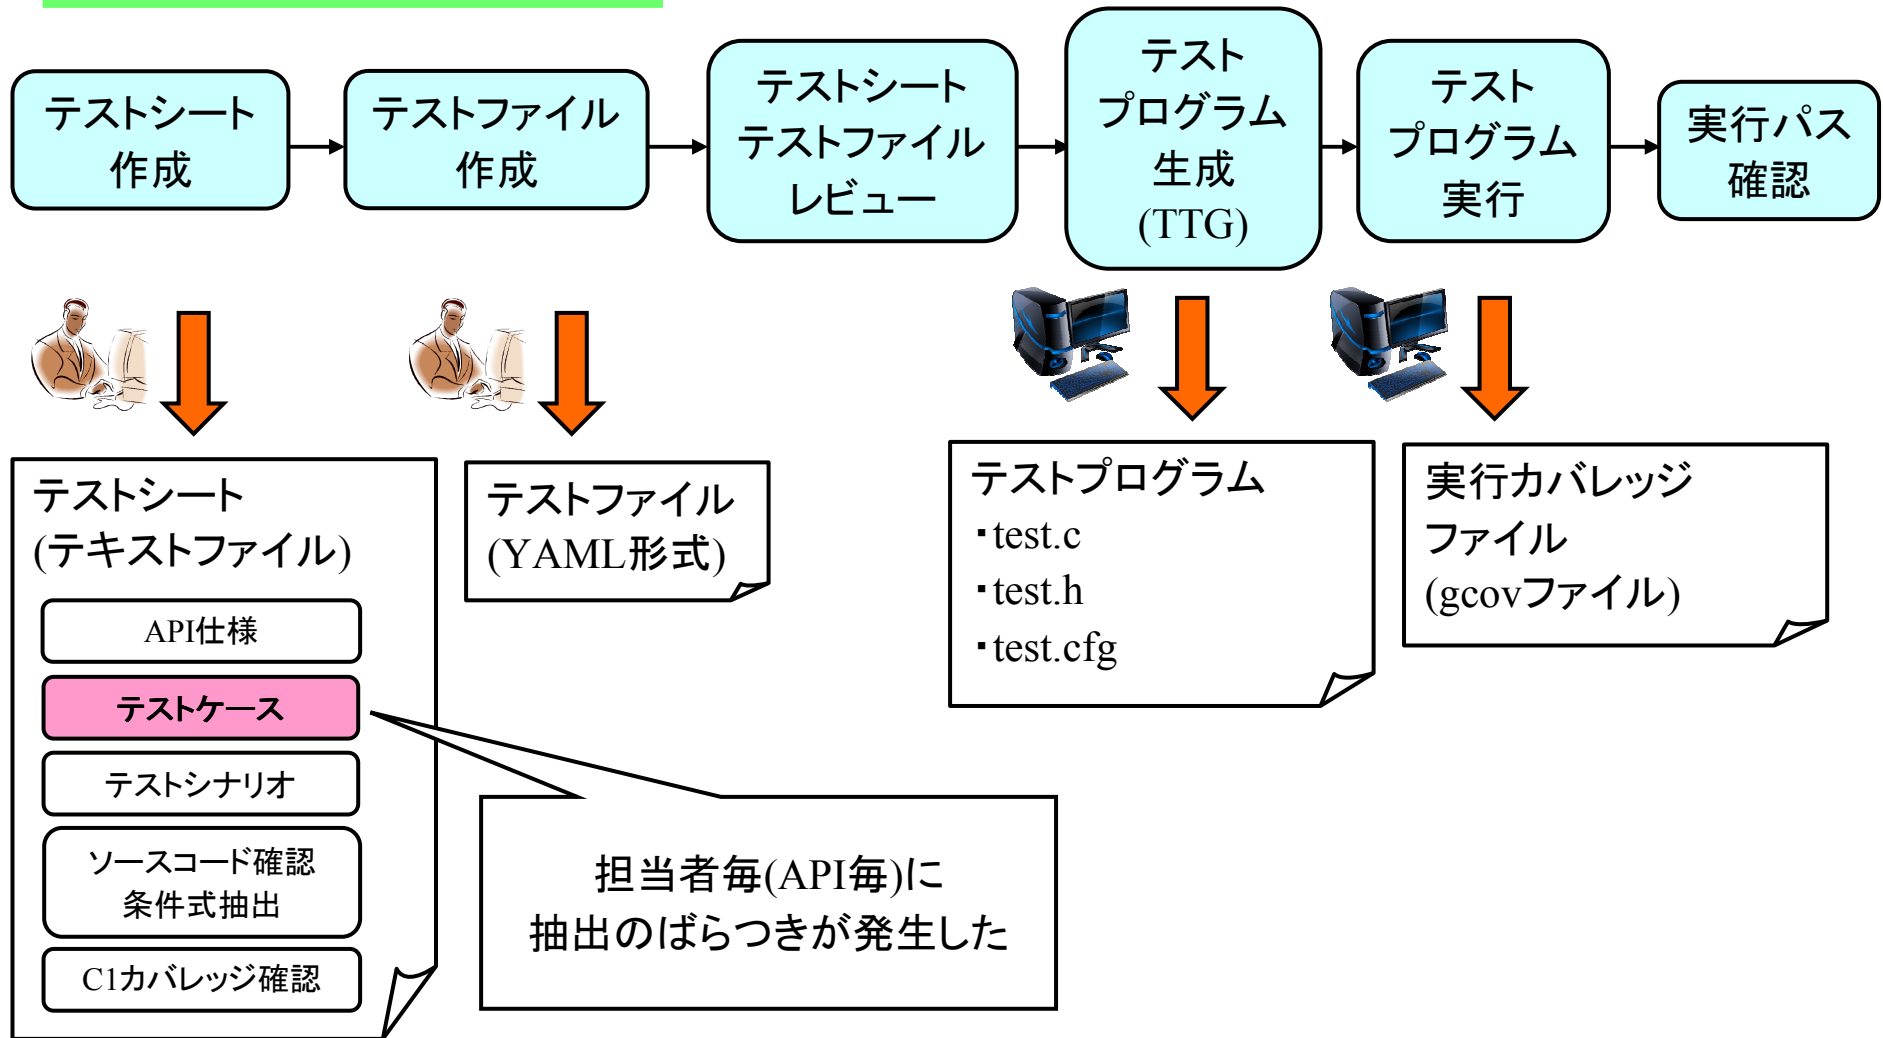 テストシート
作成
テストファイル
作成
テストシート
テストファイル
レビュー
テスト
プログラム
生成
(TTG)
テスト
プログラム
実行
実行パス
確認
テストシート
(テキストファイル)
API仕様
テストケース
テストシナリオ
ソースコード確認
条件式抽出
C1カバレッジ確認
テストファイル
(YAML形式)
テストプログラム
・test.c
・test.h
・test.cfg
実行カバレッジ
ファイル
(gcovファイル)
担当者毎(API毎)に
抽出のばらつきが発生した